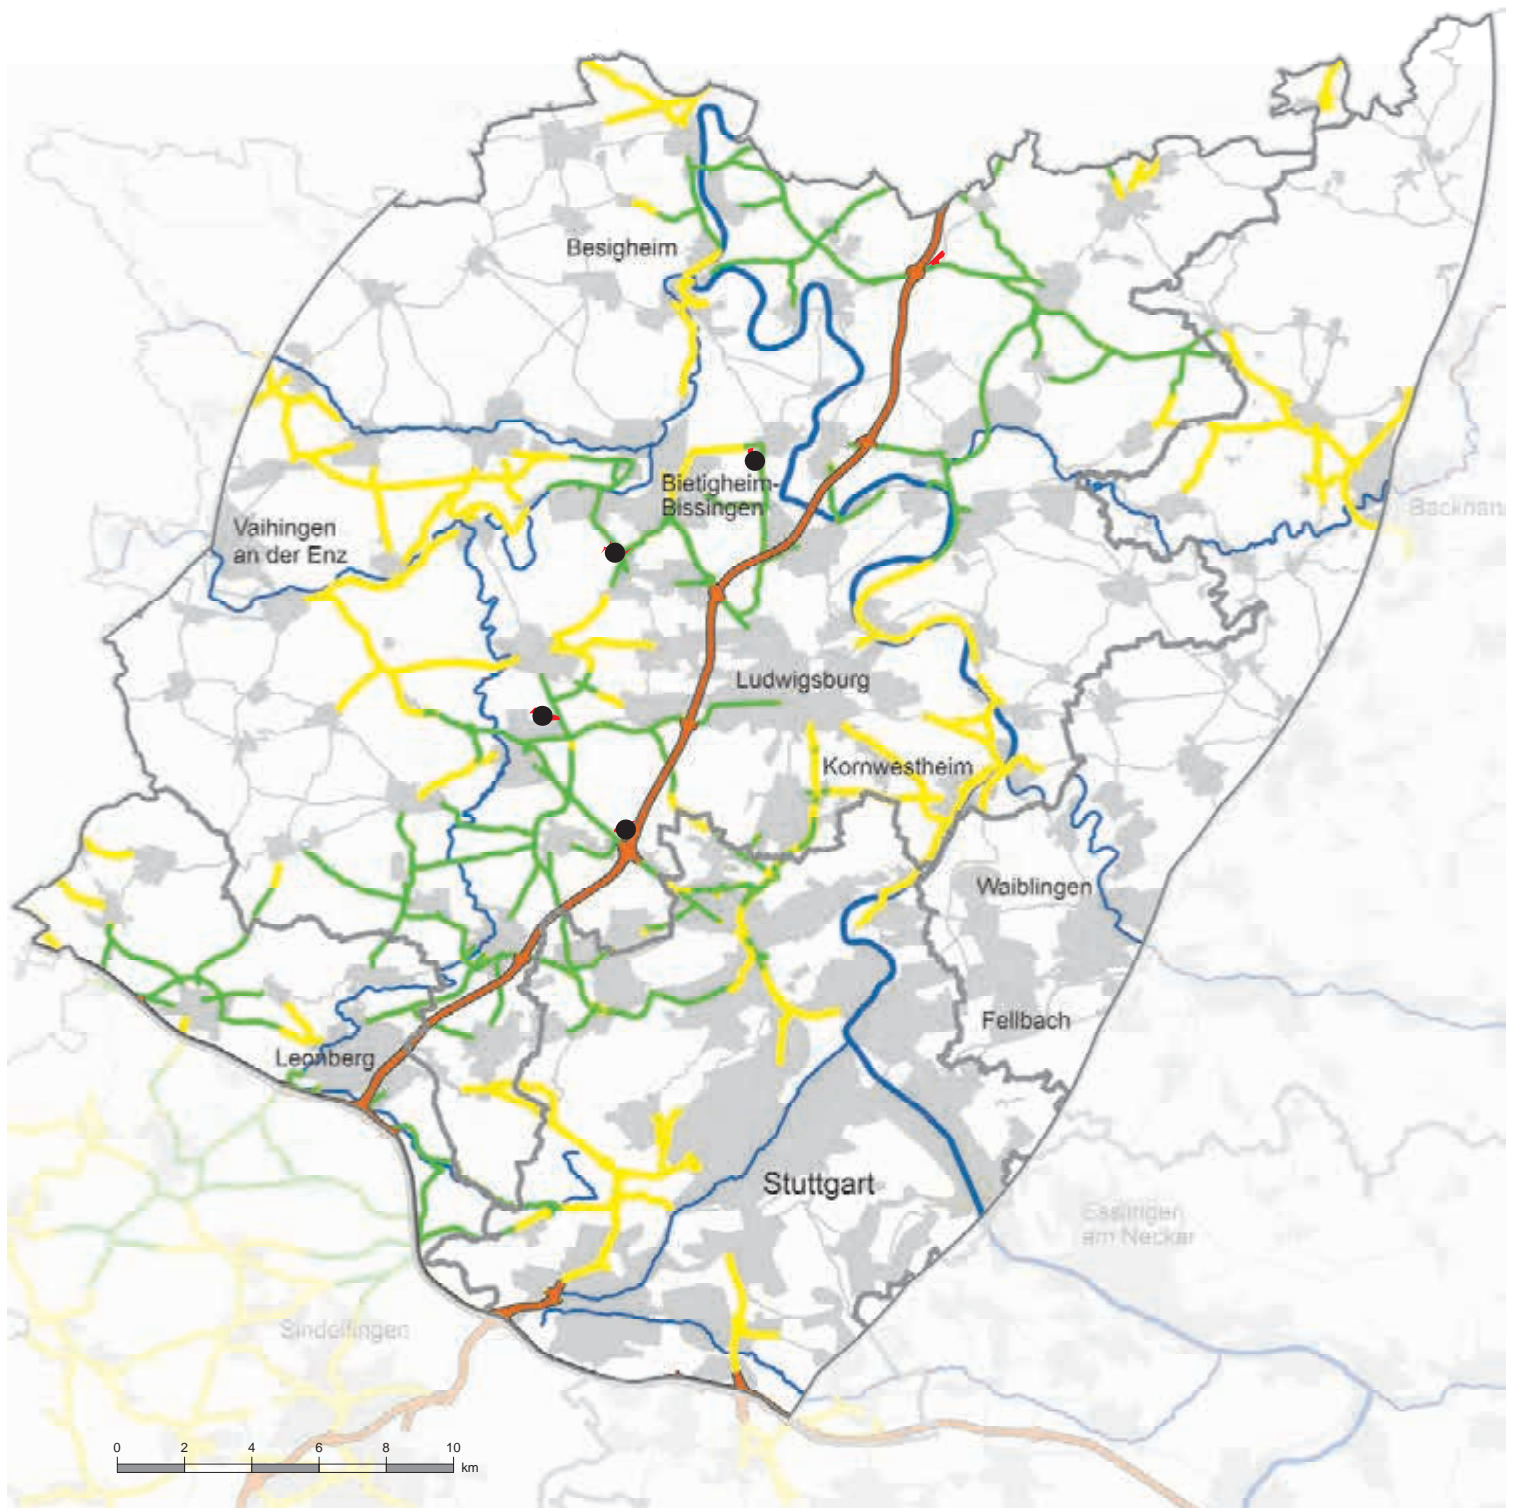 Besigheim
Bietigheim-
Bissingen
Vaihingen
an der Enz
Backnan
Ludwigsburg
Kornwestheim
Waiblingen
Fellbach
Leonberg
Stuttgart
Esslingen
am Neckar
Sindelfingen
0 2 4 6 8 10
km